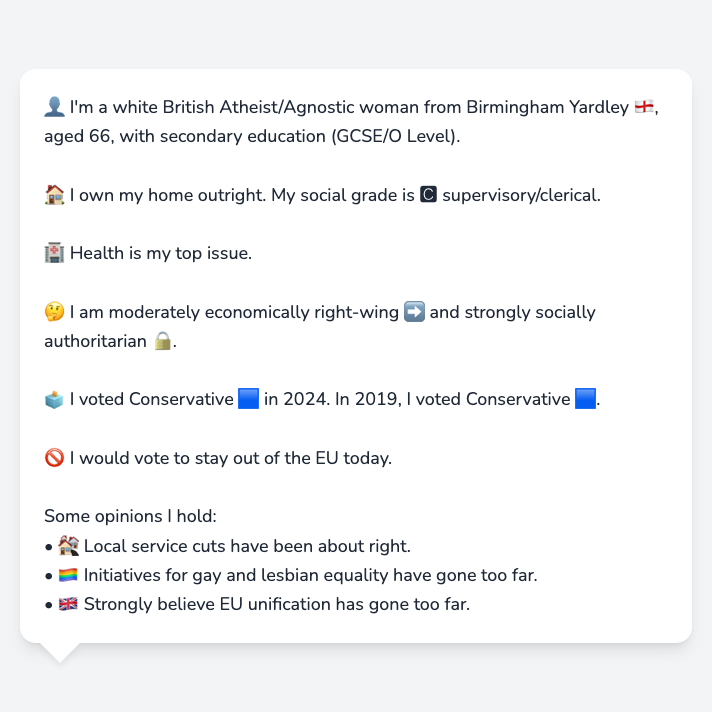 👤 I'm a white British Atheist/Agnostic woman from Birmingham Yardley 🏴󠁧󠁢󠁥󠁮󠁧󠁿,
aged 66, with secondary education (GCSE/O Level).
🏠 I own my home outright. My social grade is 🅲 supervisory/clerical.
🏥 Health is my top issue.
🤔 I am moderately economically right-wing ➡️ and strongly socially
authoritarian 🔒.
🗳️ I voted Conservative 🟦 in 2024. In 2019, I voted Conservative 🟦.
🚫 I would vote to stay out of the EU today.
Some opinions I hold:
• 🏚️ Local service cuts have been about right.
• 🏳️‍🌈 Initiatives for gay and lesbian equality have gone too far.
• 🇬🇧 Strongly believe EU unification has gone too far.